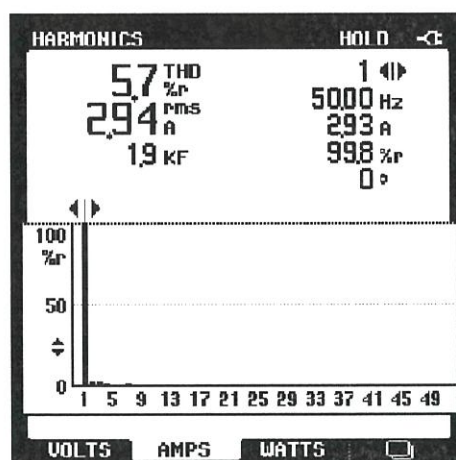 HARMONICS HOLD
5.7 THD %r
2.94 rms A
1.9 KF
1
50.00 Hz
2.93 A
99.8 %r
0 °
100
%r
50
0
1 5 9 13 17 21 25 29 33 37 41 45 49
VOLTS AMPS WATTS